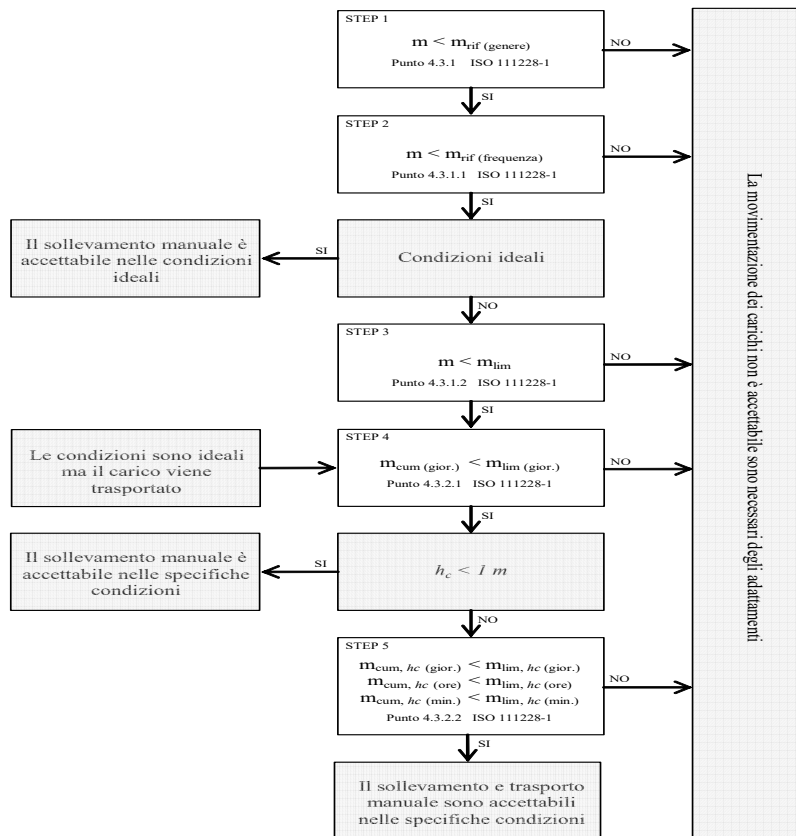 STEP 1
m < mrif (genere)
Punto 4.3.1 ISO 111228-1
NO
SI
STEP 2
m < mrif (frequenza)
Punto 4.3.1.1 ISO 111228-1
NO
SI
Il sollevamento manuale è
accettabile nelle condizioni
ideali
SI
Condizioni ideali
NO
STEP 3
m < mlim
Punto 4.3.1.2 ISO 111228-1
NO
SI
Le condizioni sono ideali
ma il carico viene
trasportato
STEP 4
mcum (gior.) < mlim (gior.)
Punto 4.3.2.1 ISO 111228-1
NO
SI
Il sollevamento manuale è
accettabile nelle specifiche
condizioni
SI
hc < 1 m
NO
STEP 5
mcum, hc (gior.) < mlim, hc (gior.)
mcum, hc (ore) < mlim, hc (ore)
mcum, hc (min.) < mlim, hc (min.)
Punto 4.3.2.2 ISO 111228-1
NO
SI
Il sollevamento e trasporto
manuale sono accettabili
nelle specifiche condizioni
La movimentazione dei carichi non è accettabile sono necessari degli adattamenti